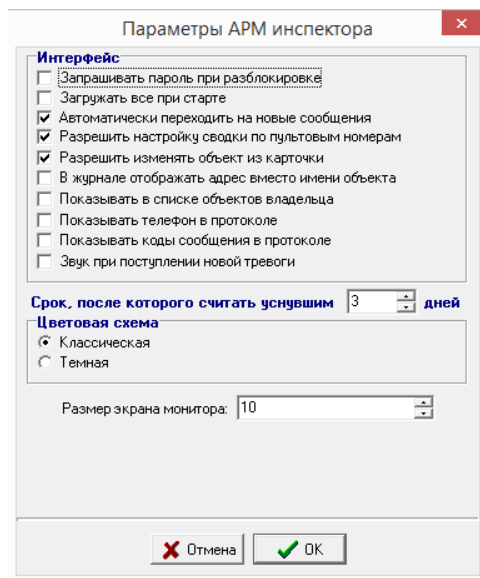 Параметры АРМ инспектора
Интерфейс
Запрашивать пароль при разблокировке
Загружать все при старте
Автоматически переходить на новые сообщения
Разрешить настройку сводки по пультовым номерам
Разрешить изменять объект из карточки
В журнале отображать адрес вместо имени объекта
Показывать в списке объектов владельца
Показывать телефон в протоколе
Показывать коды сообщения в протоколе
Звук при поступлении новой тревоги
Срок, после которого считать уснувшим 3 дней
Цветовая схема
Классическая
Темная
Размер экрана монитора: 10
Отмена OK